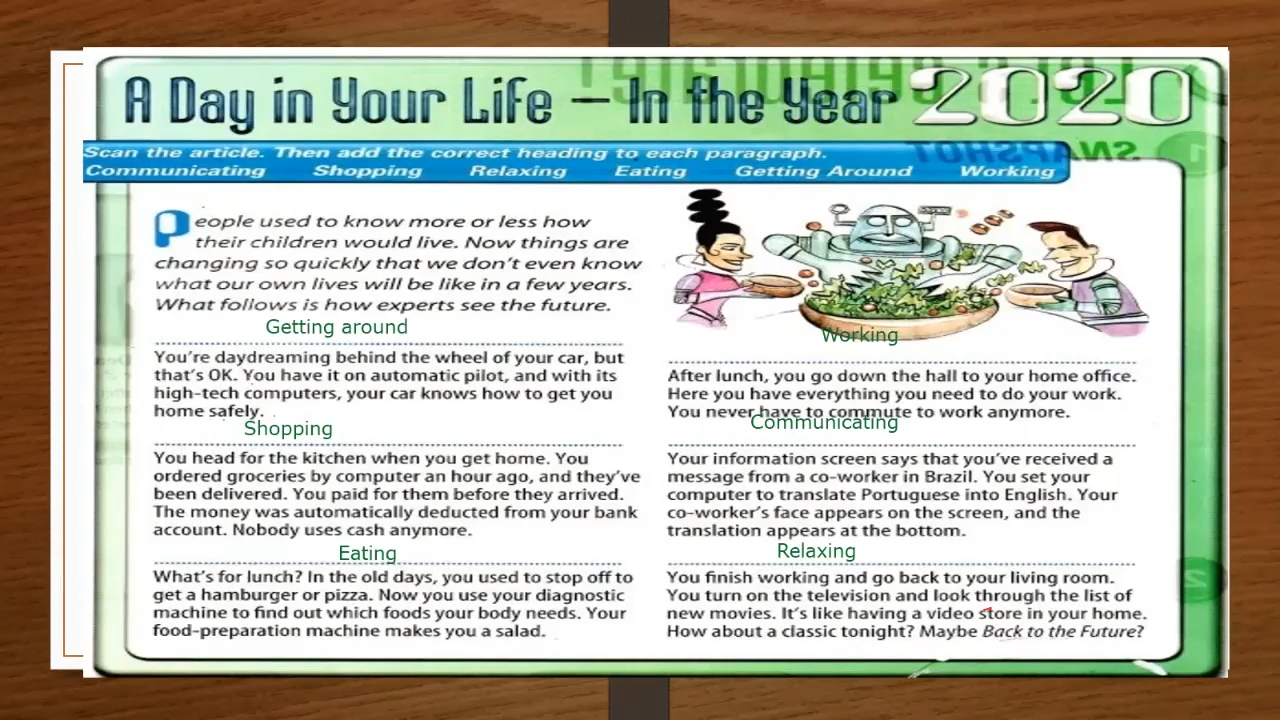 A Day in Your Life — In the Year 2020
Scan the article. Then add the correct heading to each paragraph.
Communicating Shopping Relaxing Eating Getting Around Working
SNAPSHOT
People used to know more or less how
their children would live. Now things are
changing so quickly that we don't even know
what our own lives will be like in a few years.
What follows is how experts see the future.
Getting around
You're daydreaming behind the wheel of your car, but
that's OK. You have it on automatic pilot, and with its
high-tech computers, your car knows how to get you
home safely.
Shopping
You head for the kitchen when you get home. You
ordered groceries by computer an hour ago, and they've
been delivered. You paid for them before they arrived.
The money was automatically deducted from your bank
account. Nobody uses cash anymore.
Eating
What's for lunch? In the old days, you used to stop off to
get a hamburger or pizza. Now you use your diagnostic
machine to find out which foods your body needs. Your
food-preparation machine makes you a salad.
Working
After lunch, you go down the hall to your home office.
Here you have everything you need to do your work.
You never have to commute to work anymore.
Communicating
Your information screen says that you've received a
message from a co-worker in Brazil. You set your
computer to translate Portuguese into English. Your
co-worker's face appears on the screen, and the
translation appears at the bottom.
Relaxing
You finish working and go back to your living room.
You turn on the television and look through the list of
new movies. It's like having a video store in your home.
How about a classic tonight? Maybe Back to the Future?